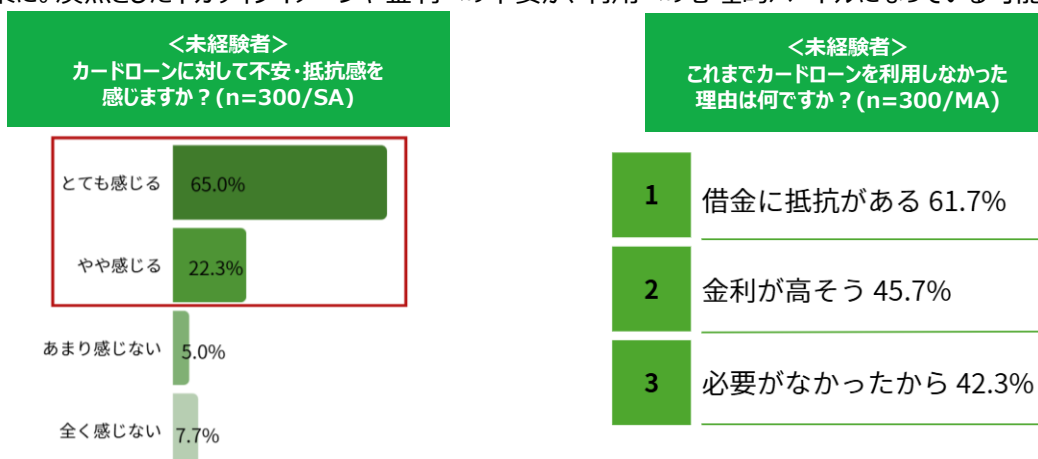 ＜未経験者＞
カードローンに対して不安・抵抗感を
感じますか？(n=300/SA)
とても感じる 65.0%
やや感じる 22.3%
あまり感じない 5.0%
全く感じない 7.7%
＜未経験者＞
これまでカードローンを利用しなかった
理由は何ですか？(n=300/MA)
1 借金に抵抗がある 61.7%
2 金利が高そう 45.7%
3 必要がなかったから 42.3%